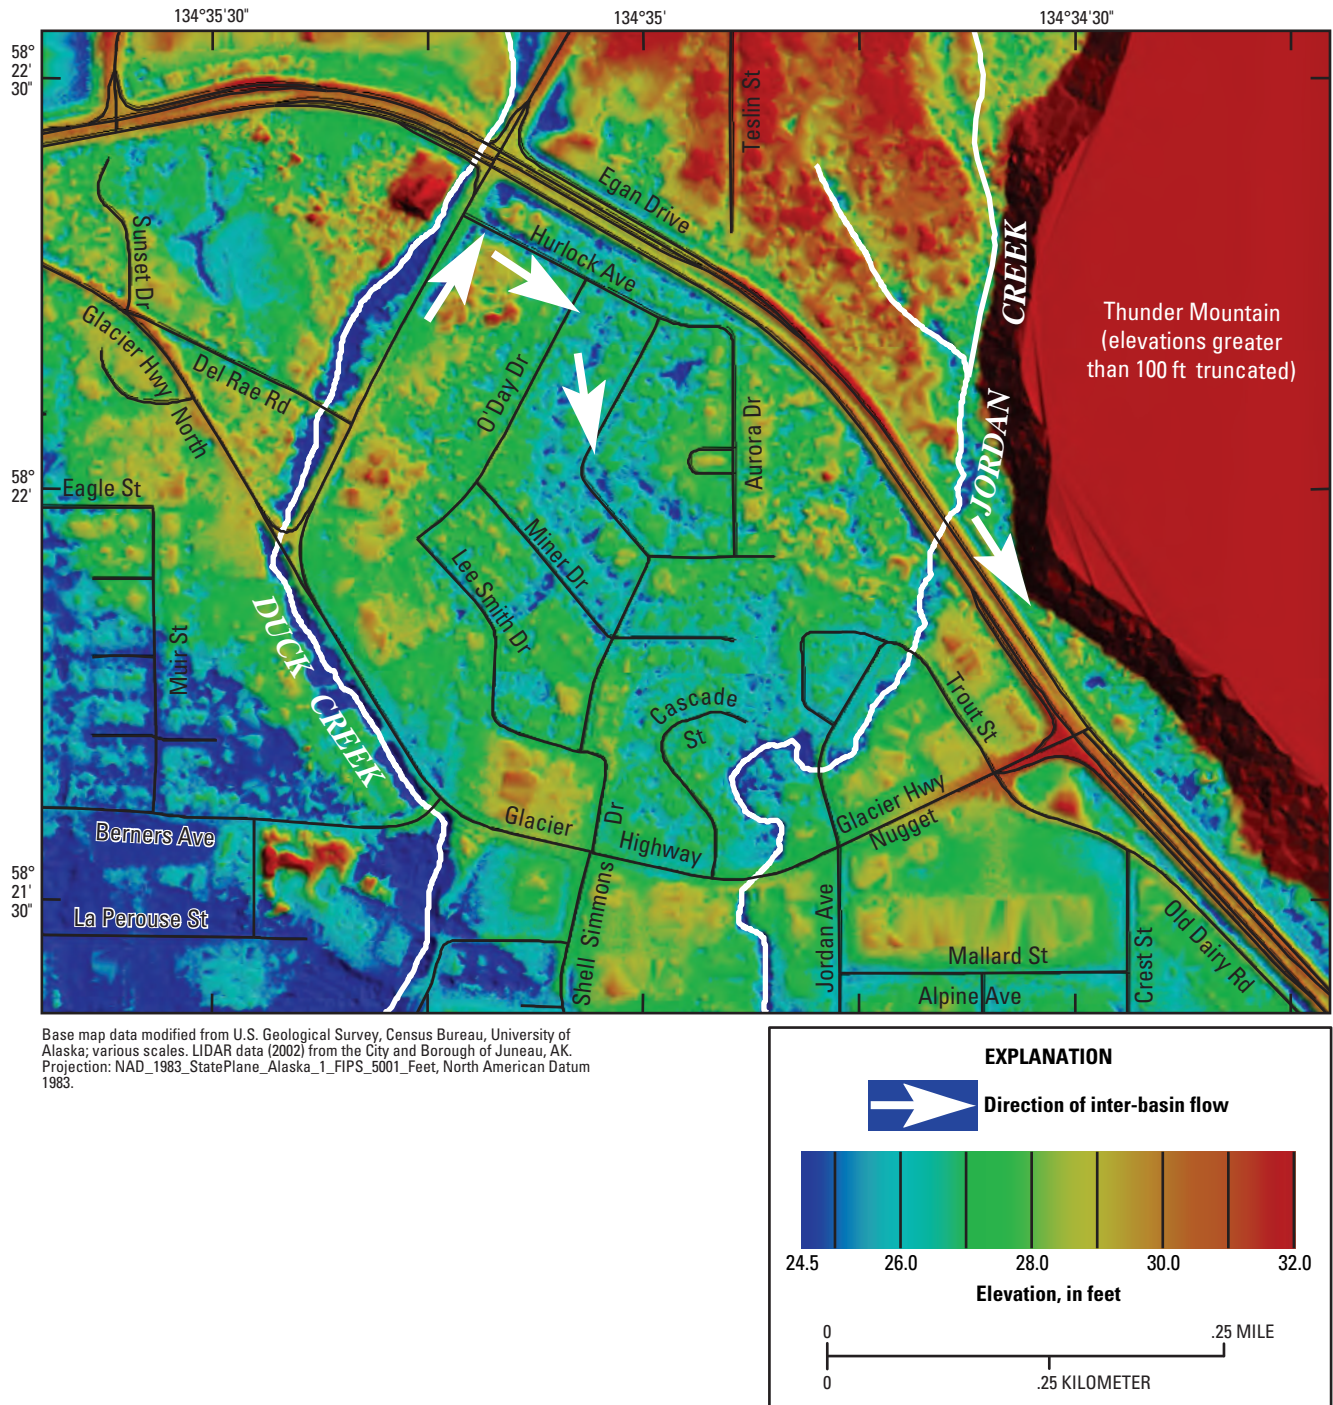 134°35'30"
134°35'
134°34'30"
58°
22'
30"
58°
22'
58°
21'
30"
Teslin St
Egan Drive
Hurlock Ave
Sunset Dr
Glacier Hwy
North
Del Rae Rd
O'Day Dr
Aurora Dr
CREEK
JORDAN
Thunder Mountain
(elevations greater
than 100 ft truncated)
Eagle St
Miner Dr
Lee Smith Dr
Muir St
DUCK
CREEK
Cascade
St
Trout St
Berners Ave
Glacier
Highway
Dr
Shell Simmons
Glacier Hwy
Nugget
La Perouse St
Jordan Ave
Mallard St
Alpine Ave
Crest St
Old Dairy Rd
Base map data modified from U.S. Geological Survey, Census Bureau, University of
Alaska; various scales. LIDAR data (2002) from the City and Borough of Juneau, AK.
Projection: NAD_1983_StatePlane_Alaska_1_FIPS_5001_Feet, North American Datum
1983.
EXPLANATION
Direction of inter-basin flow
24.5 26.0 28.0 30.0 32.0
Elevation, in feet
0 .25 MILE
0 .25 KILOMETER